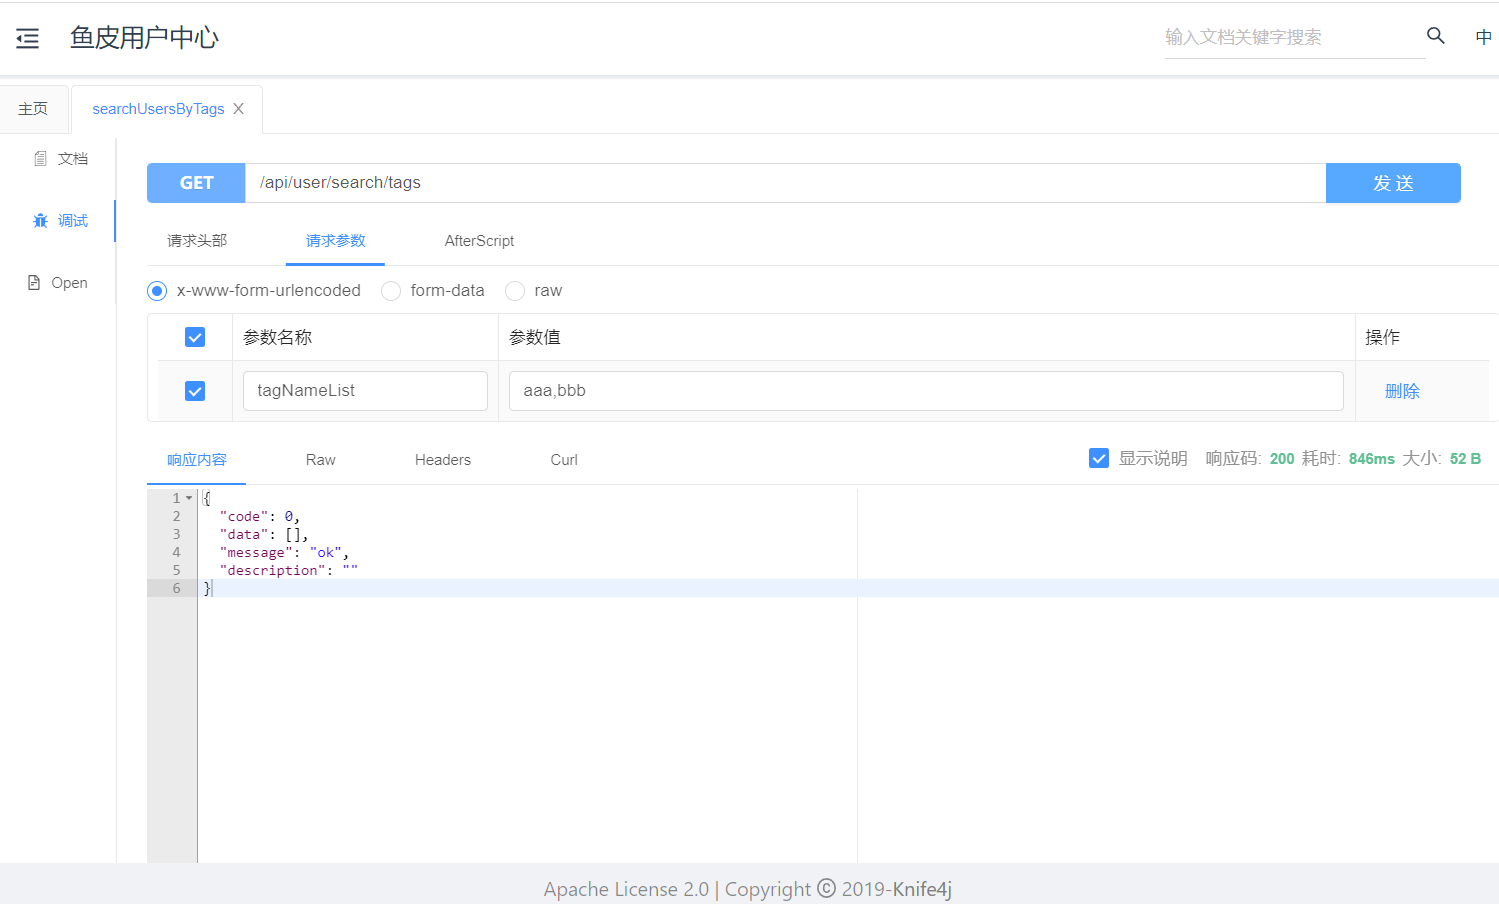 鱼皮用户中心
输入文档关键字搜索
中
主页
searchUsersByTags
文档
调试
Open
GET
/api/user/search/tags
发 送
请求头部
请求参数
AfterScript
x-www-form-urlencoded
form-data
raw
参数名称
参数值
操作
tagNameList
aaa,bbb
删除
响应内容
Raw
Headers
Curl
显示说明
响应码: 200 耗时: 846ms 大小: 52 B
1 {
2 "code": 0,
3 "data": [],
4 "message": "ok",
5 "description": ""
6 }
Apache License 2.0 | Copyright © 2019-Knife4j